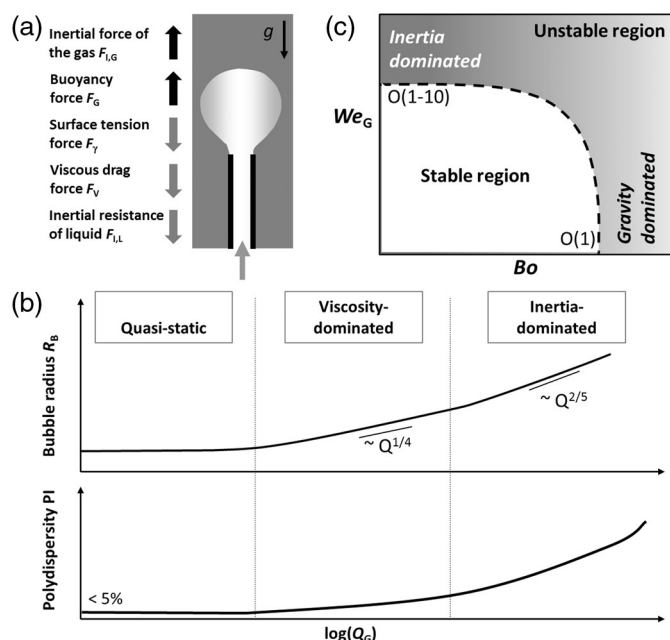 (a)
Inertial force of
the gas F_I,G
Buoyancy
force F_G
Surface tension
force F_γ
Viscous drag
force F_V
Inertial resistance
of liquid F_I,L
g
(c)
Inertia
dominated
Unstable region
O(1-10)
We_G
Stable region
O(1)
Gravity
dominated
Bo
(b)
Quasi-static
Viscosity-
dominated
Inertia-
dominated
Bubble radius R_B
~ Q^1/4
~ Q^2/5
Polydispersity PI
< 5%
log(Q_G)